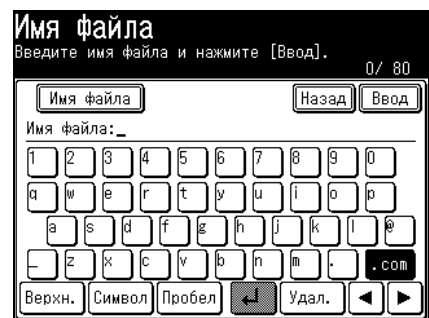 Имя файла
Введите имя файла и нажмите [Ввод].
0/ 80
Имя файла Назад Ввод
Имя файла:_
1 2 3 4 5 6 7 8 9 0
q w e r t y u i o p
a s d f g h j k l @
_ z x c v b n m . .com
Верхн. Символ Пробел ↵ Удал. ◀ ▶